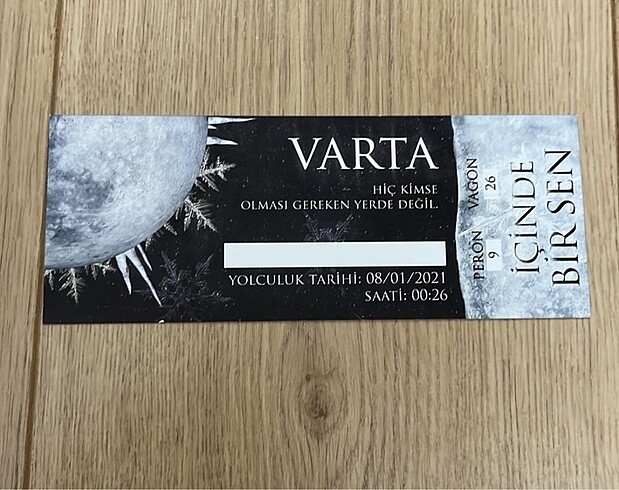 VARTA
HİÇ KİMSE
OLMASI GEREKEN YERDE DEĞİL.
YOLCULUK TARİHİ: 08/01/2021
SAATİ: 00:26
PERON VAGON
9 26
İÇİNDE
BİR SEN